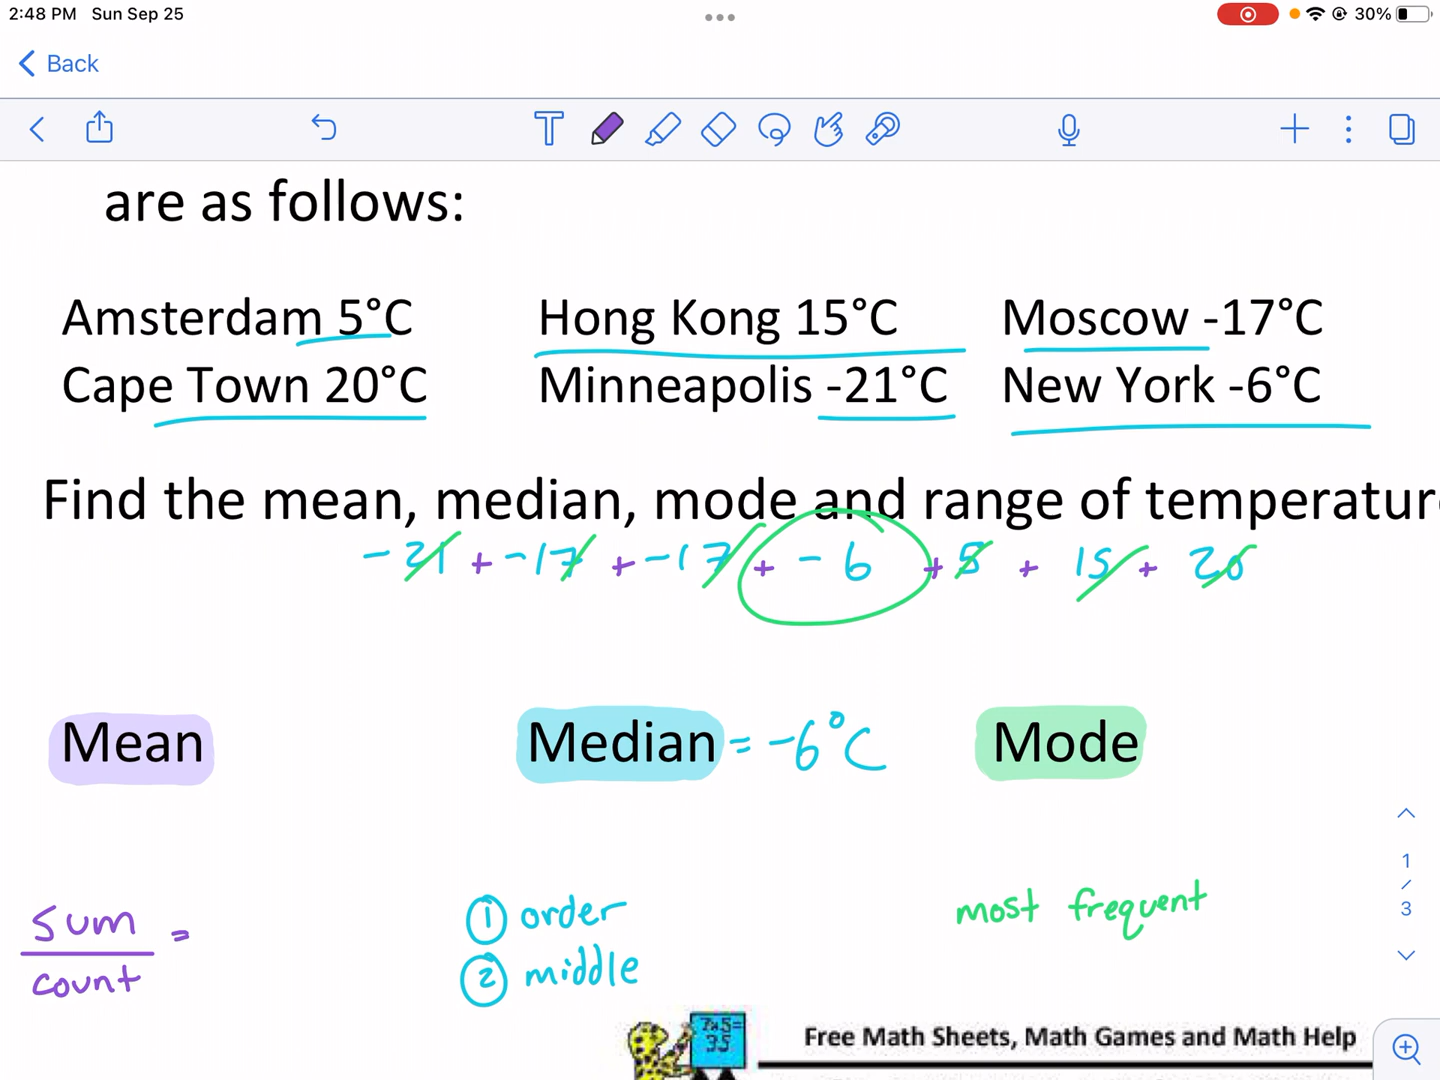 2:48 PM Sun Sep 25
30%
Back
are as follows:
Amsterdam 5°C Hong Kong 15°C Moscow -17°C
Cape Town 20°C Minneapolis -21°C New York -6°C
Find the mean, median, mode and range of temperatur
-21 + -17 + -17 + -6 + 5 + 15 + 20
Mean Median = -6°C Mode
1
/
3
sum
count =
① order
② middle
most frequent
7x5=
35
Free Math Sheets, Math Games and Math Help